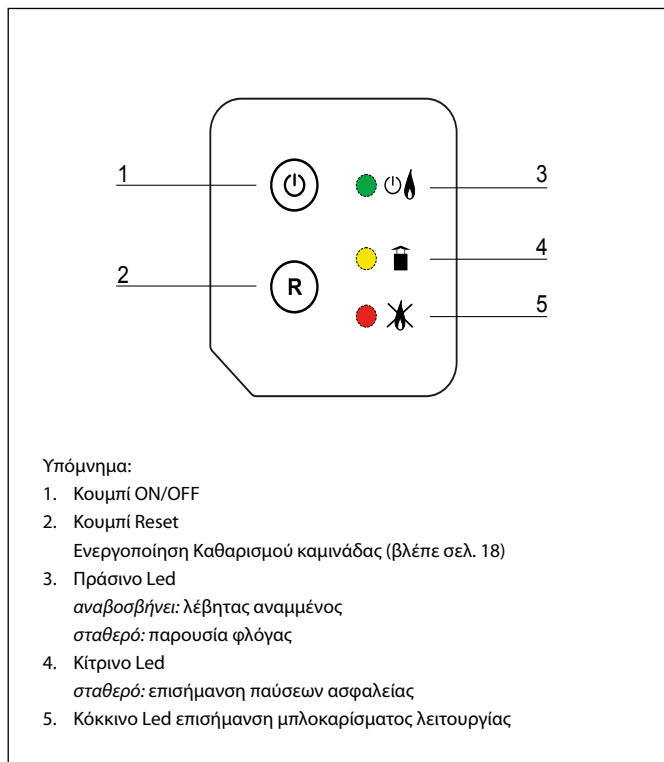 1
3
4
2
R
5
Υπόμνημα:
1. Κουμπί ON/OFF
2. Κουμπί Reset
Ενεργοποίηση Καθαρισμού καμινάδας (βλέπε σελ. 18)
3. Πράσινο Led
αναβοσβήνει: λέβητας αναμμένος
σταθερό: παρουσία φλόγας
4. Κίτρινο Led
σταθερό: επισήμανση παύσεων ασφαλείας
5. Κόκκινο Led επισήμανση μπλοκαρίσματος λειτουργίας